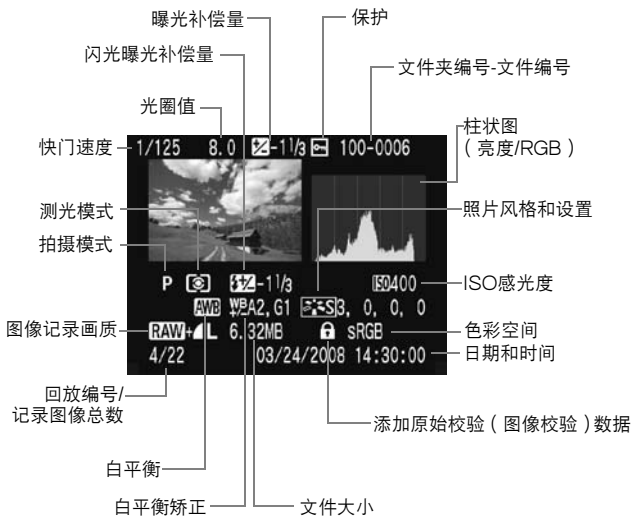 曝光补偿量
保护
闪光曝光补偿量
文件夹编号-文件编号
光圈值
柱状图
(亮度/RGB)
快门速度
1/125 8.0 -1 1/3 100-0006
测光模式
照片风格和设置
拍摄模式
P -1 1/3 ISO400
ISO感光度
AWB WB A2, G1 S 3, 0, 0, 0
图像记录画质
RAW+ L 6.32MB sRGB
色彩空间
4/22 03/24/2008 14:30:00
日期和时间
回放编号/
记录图像总数
添加原始校验(图像校验)数据
白平衡
白平衡矫正
文件大小